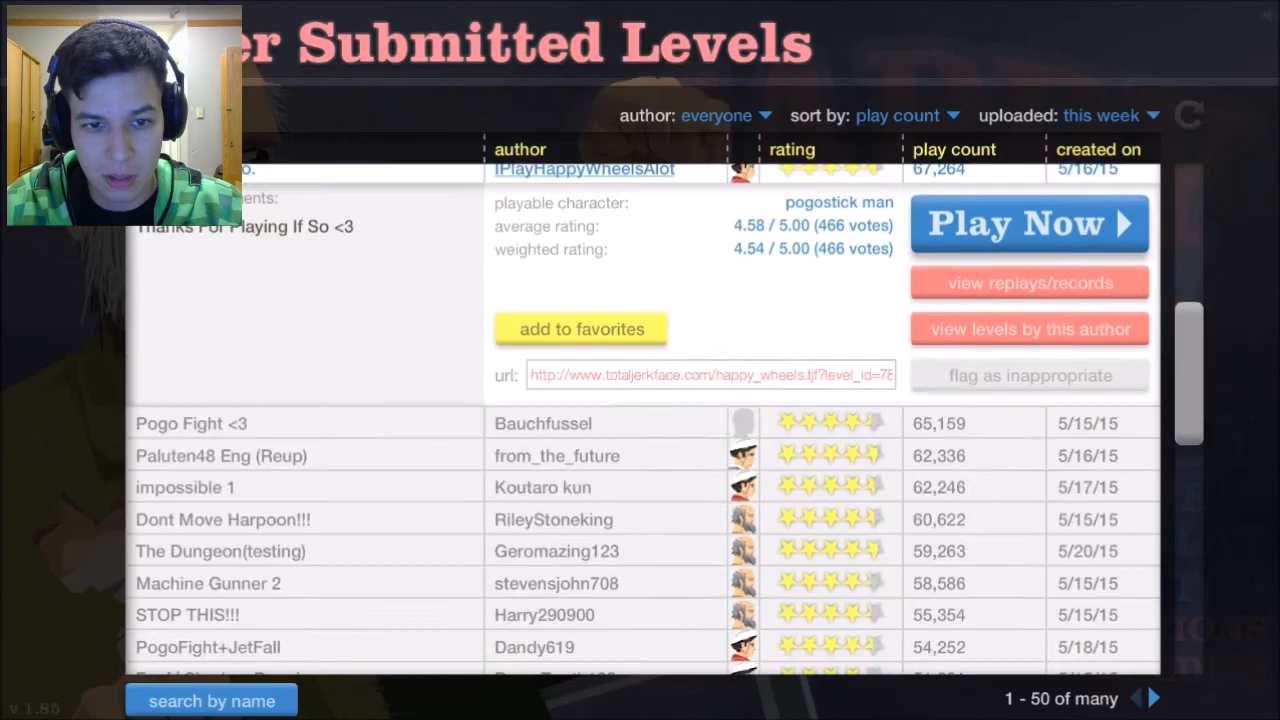 er Submitted Levels
author: everyone sort by: play count uploaded: this week
author rating play count created on
o. IPlayHappyWheelsAlot 67,264 5/16/15
ents:
Thanks For Playing If So <3
playable character: pogostick man
average rating: 4.58 / 5.00 (466 votes)
weighted rating: 4.54 / 5.00 (466 votes)
Play Now
view replays/records
add to favorites
view levels by this author
url: http://www.totaljerkface.com/happy_wheels.tjf?level_id=78
flag as inappropriate
Pogo Fight <3 Bauchfussel 65,159 5/15/15
Paluten48 Eng (Reup) from_the_future 62,336 5/16/15
impossible 1 Koutaro kun 62,246 5/17/15
Dont Move Harpoon!!! RileyStoneking 60,622 5/15/15
The Dungeon(testing) Geromazing123 59,263 5/20/15
Machine Gunner 2 stevensjohn708 58,586 5/15/15
STOP THIS!!! Harry290900 55,354 5/15/15
PogoFight+JetFall Dandy619 54,252 5/18/15
search by name
1 - 50 of many
v 1.85